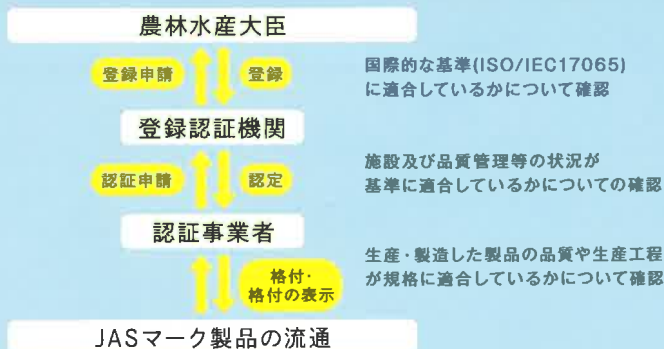 農林水産大臣
登録申請
登録
国際的な基準(ISO/IEC17065)
に適合しているかについて確認
登録認証機関
認証申請
認定
施設及び品質管理等の状況が
基準に適合しているかについての確認
認証事業者
格付・
格付の表示
生産・製造した製品の品質や生産工程
が規格に適合しているかについて確認
JASマーク製品の流通